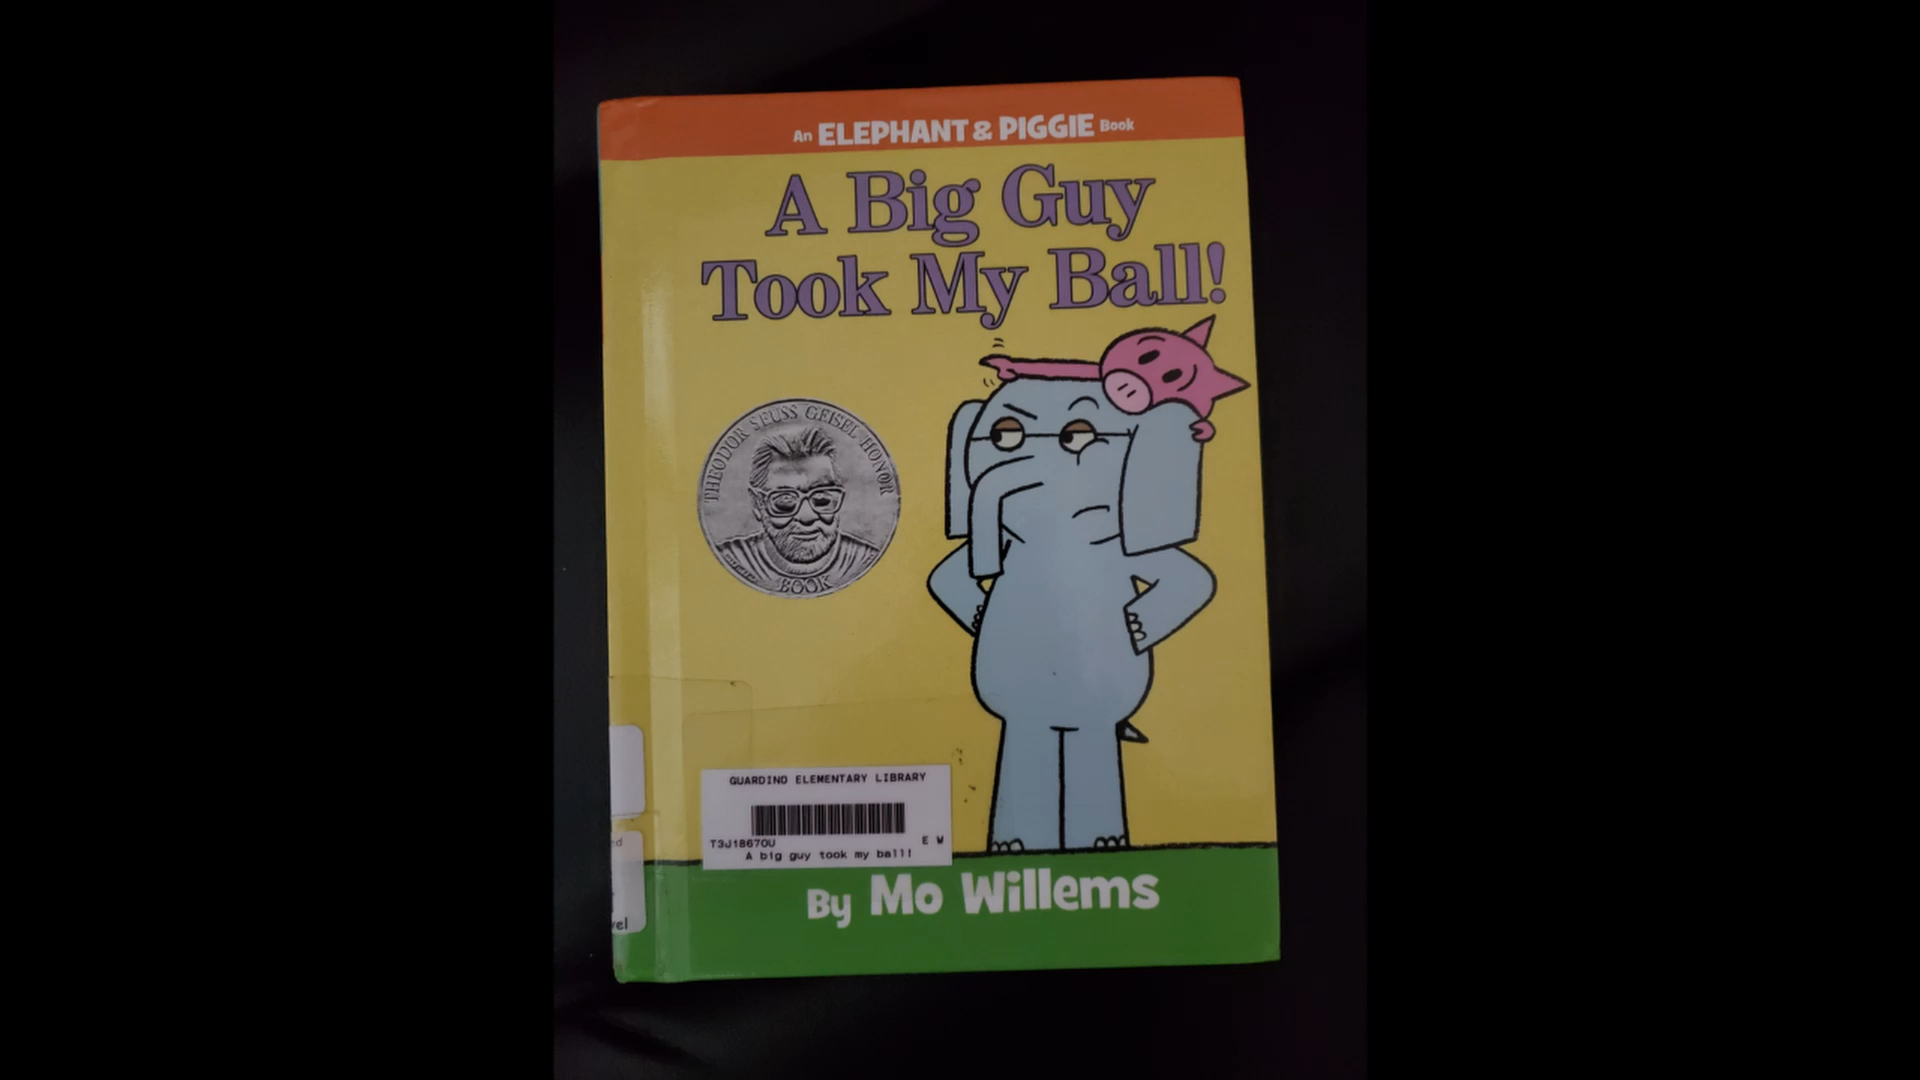 An ELEPHANT & PIGGIE Book
A Big Guy
Took My Ball!
THEODOR SEUSS GEISEL HONOR
BOOK
GUARDINO ELEMENTARY LIBRARY
T3J18670U E W
A big guy took my ball!
By Mo Willems